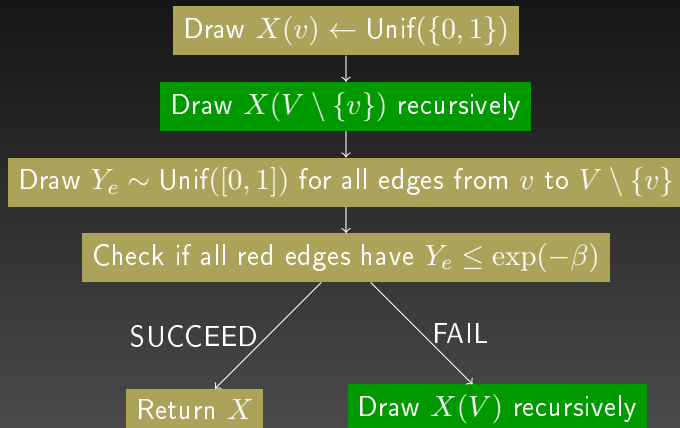 Draw X(v) ← Unif({0, 1})
Draw X(V \ {v}) recursively
Draw Y_e ∼ Unif([0, 1]) for all edges from v to V \ {v}
Check if all red edges have Y_e ≤ exp(−β)
SUCCEED
FAIL
Return X
Draw X(V) recursively